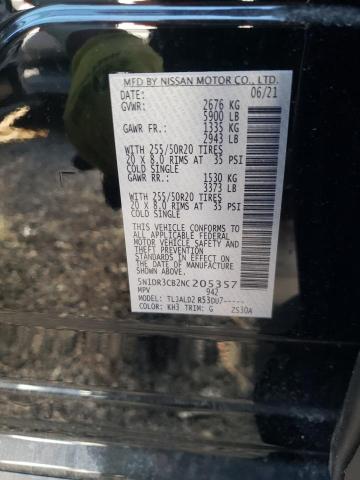 MFD BY NISSAN MOTOR CO., LTD.
DATE: 06/21
GVWR: 2676 KG
5900 LB
GAWR FR.: 1335 KG
2943 LB
WITH 255/50R20 TIRES
20 X 8.0 RIMS AT 35 PSI
COLD SINGLE
GAWR RR.: 1530 KG
3373 LB
WITH 255/50R20 TIRES
20 X 8.0 RIMS AT 35 PSI
COLD SINGLE
THIS VEHICLE CONFORMS TO ALL
APPLICABLE U.S. FEDERAL
MOTOR VEHICLE SAFETY
STANDARDS IN EFFECT ON THE
DATE OF MANUFACTURE SHOWN
ABOVE.
5N1DR3CB2NC205357
MPV 942
MODEL: TLJALD2 R53DU7-----
COLOR: KH3 TRIM: G ZS30A